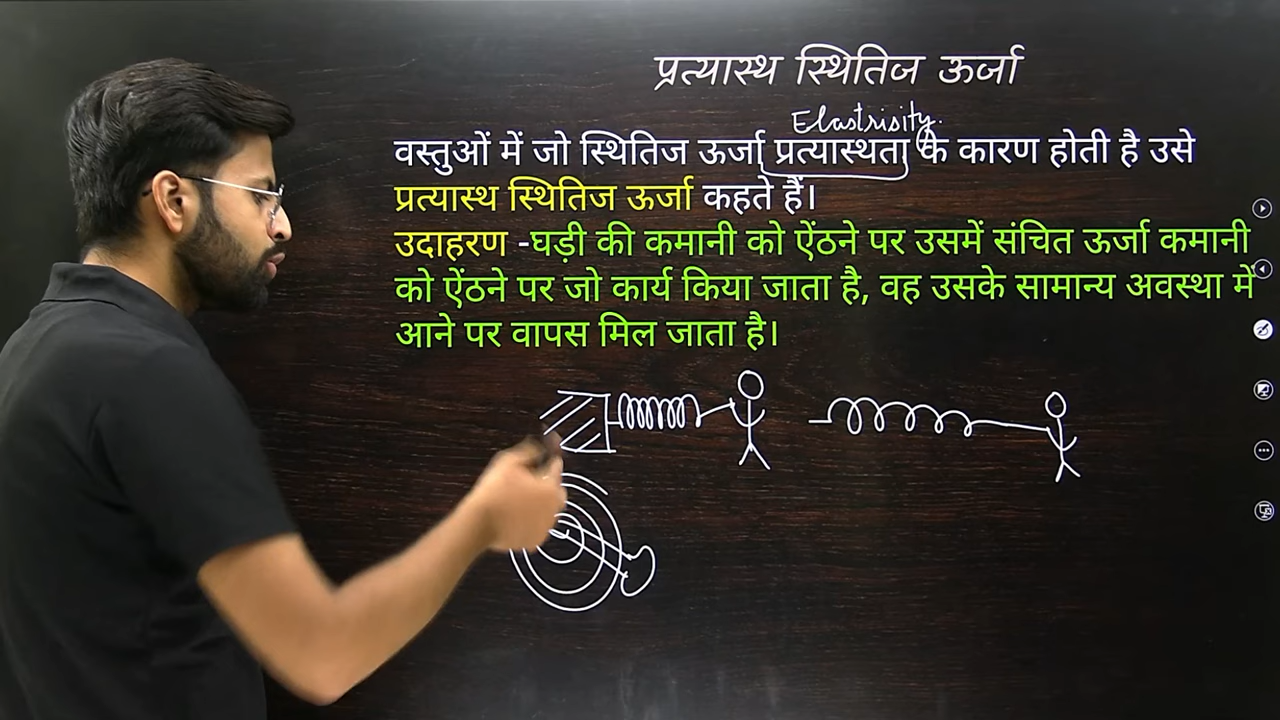 प्रत्यास्थ स्थितिज ऊर्जा
Elastrisity.
वस्तुओं में जो स्थितिज ऊर्जा प्रत्यास्थता के कारण होती है उसे
प्रत्यास्थ स्थितिज ऊर्जा कहते हैं।
उदाहरण -घड़ी की कमानी को ऐंठने पर उसमें संचित ऊर्जा कमानी
को ऐंठने पर जो कार्य किया जाता है, वह उसके सामान्य अवस्था में
आने पर वापस मिल जाता है।